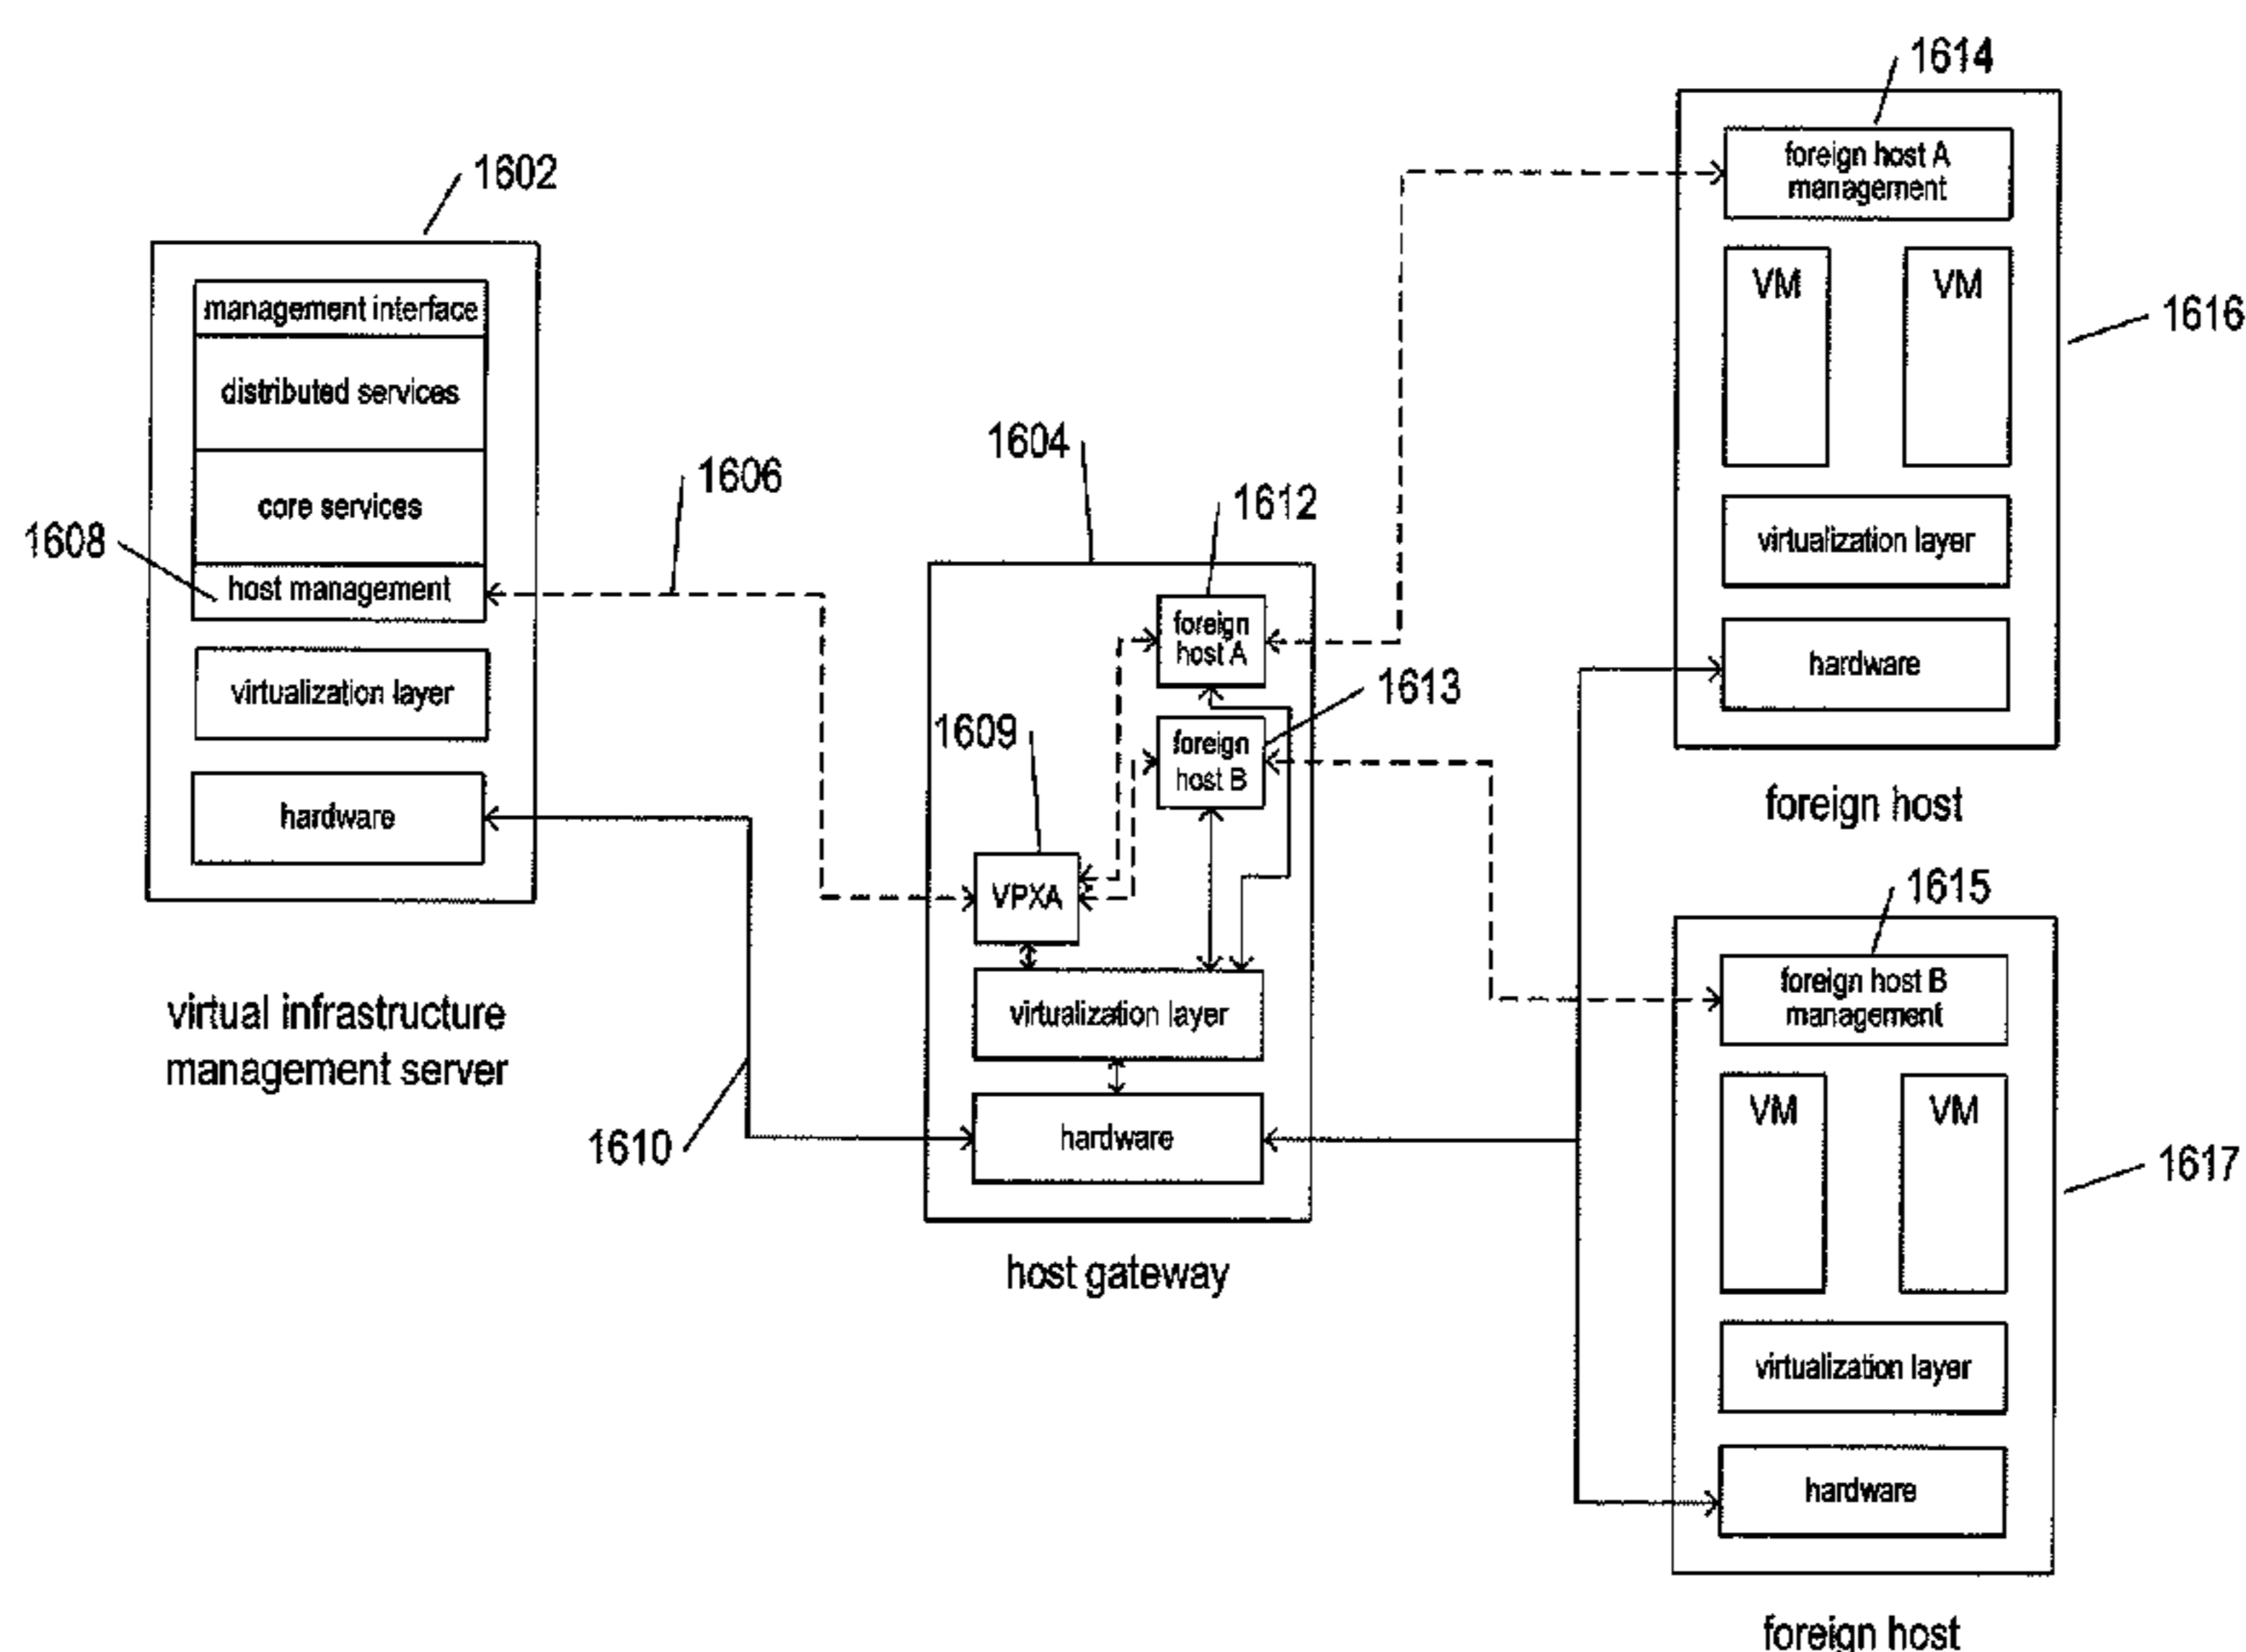 1602
management interface
distributed services
core services
1608
host management
virtualization layer
hardware
virtual infrastructure
management server
1606
1610
1604
1612
foreign
host A
1613
foreign
host B
1609
VPXA
virtualization layer
hardware
host gateway
1614
foreign host A
management
VM
VM
1616
virtualization layer
hardware
foreign host
1615
foreign host B
management
VM
VM
1617
virtualization layer
hardware
foreign host